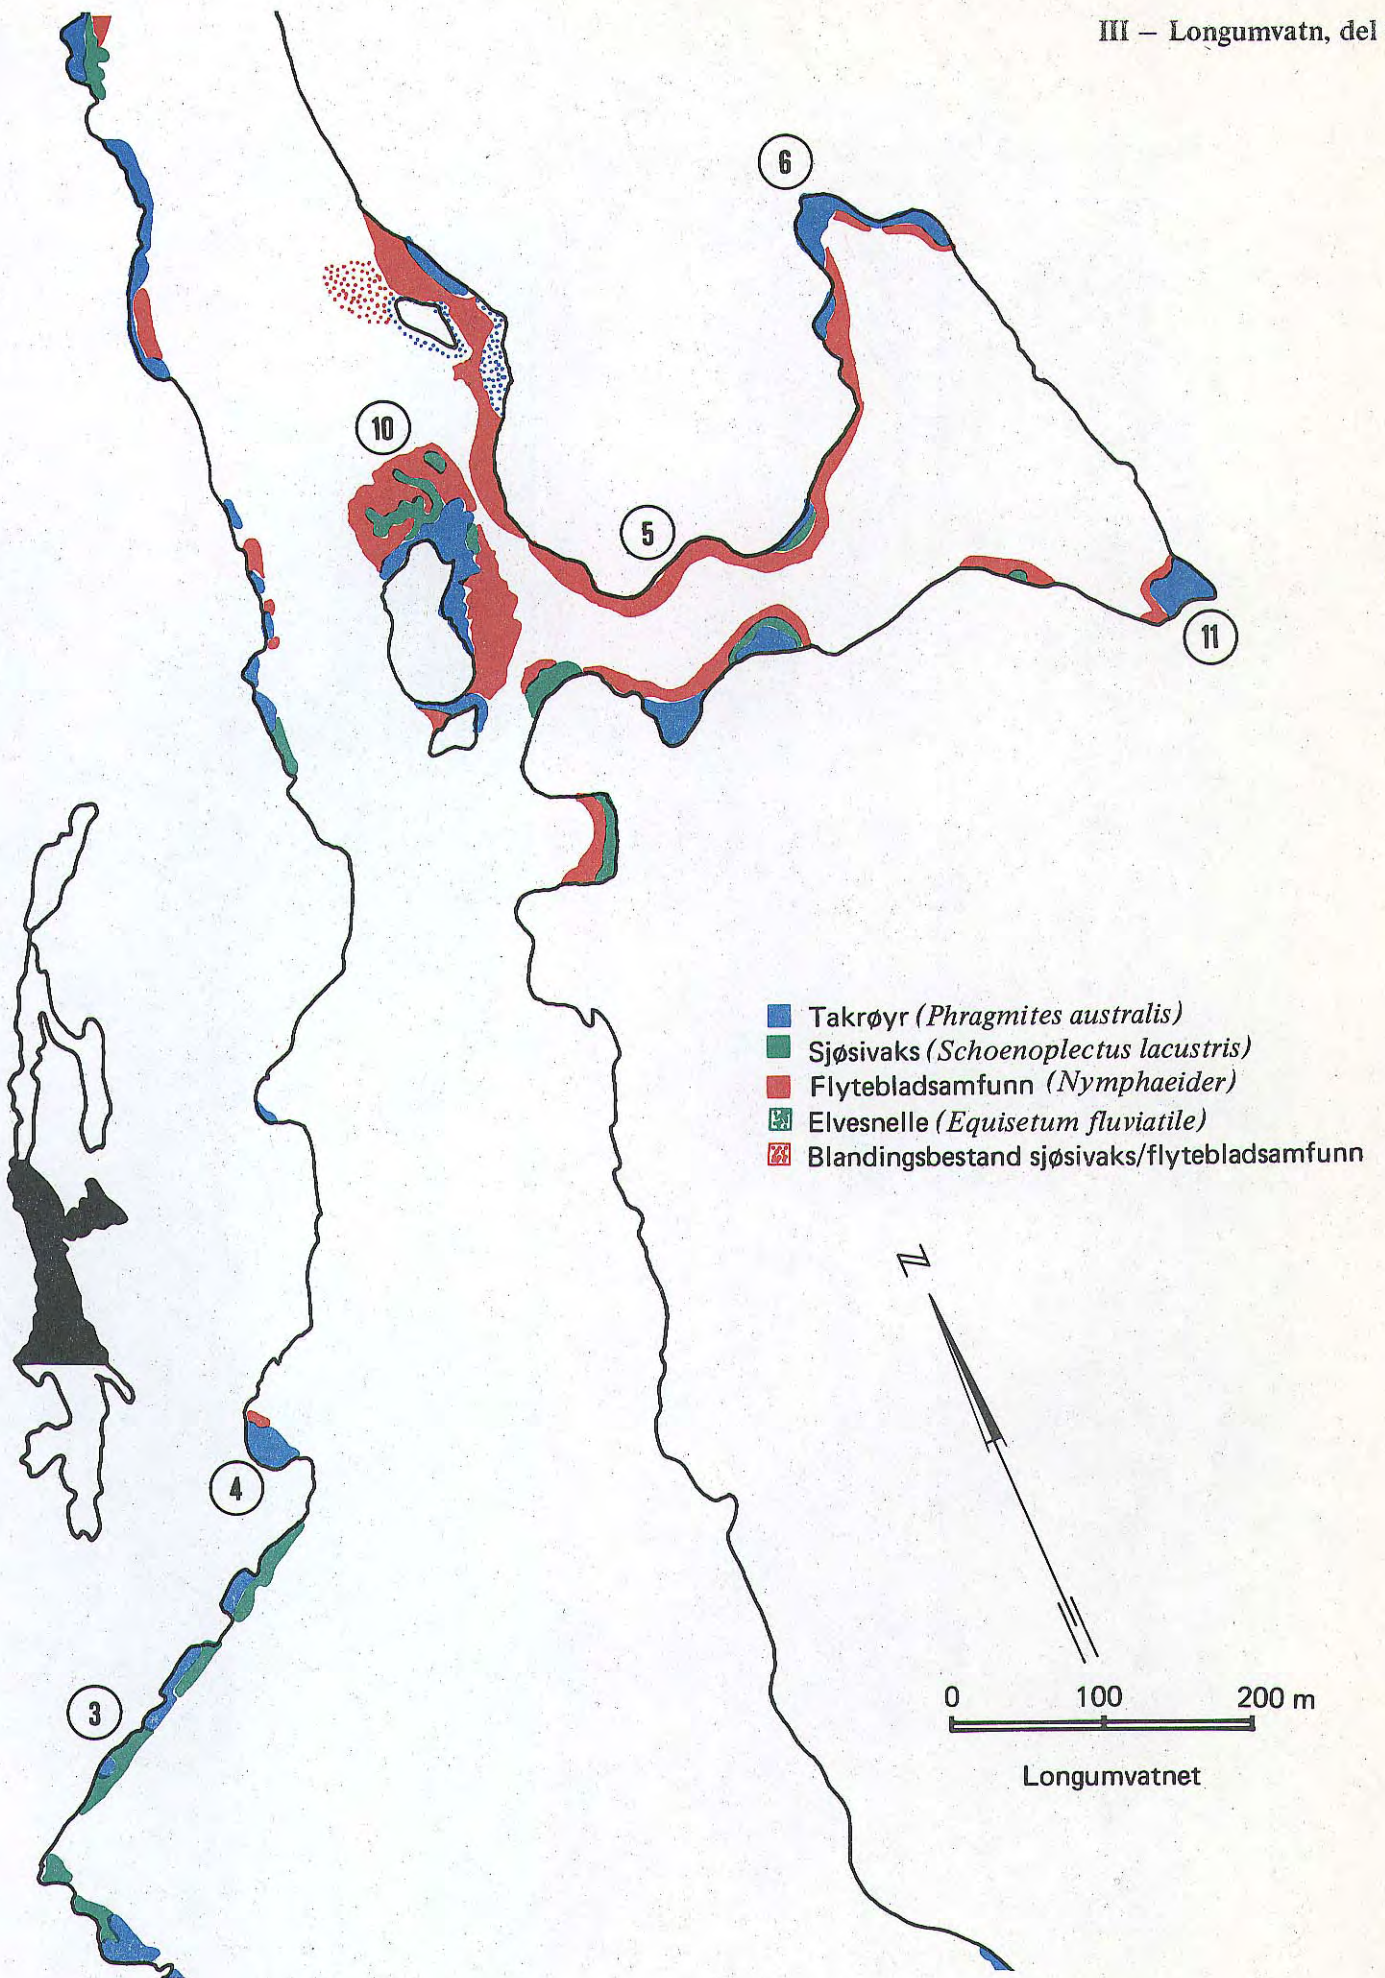 III – Longumvatn, del
6
10
5
11
Takrøyr (Phragmites australis)
Sjøsivaks (Schoenoplectus lacustris)
Flytebladsamfunn (Nymphaeider)
Elvesnelle (Equisetum fluviatile)
Blandingsbestand sjøsivaks/flytebladsamfunn
N
4
3
0 100 200 m
Longumvatnet